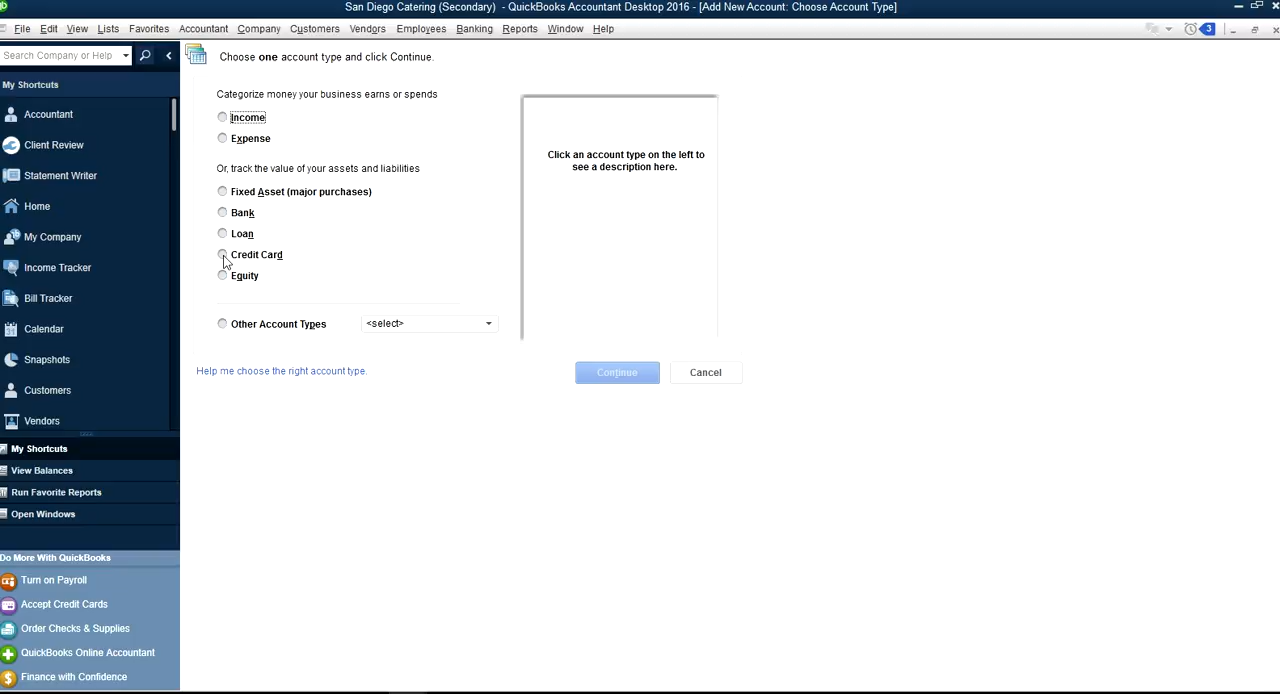 San Diego Catering (Secondary) - QuickBooks Accountant Desktop 2016 - [Add New Account: Choose Account Type]
File Edit View Lists Favorites Accountant Company Customers Vendors Employees Banking Reports Window Help 3
Search Company or Help
My Shortcuts
Accountant
Client Review
Statement Writer
Home
My Company
Income Tracker
Bill Tracker
Calendar
Snapshots
Customers
Vendors
My Shortcuts
View Balances
Run Favorite Reports
Open Windows
Do More With QuickBooks
Turn on Payroll
Accept Credit Cards
Order Checks & Supplies
QuickBooks Online Accountant
Finance with Confidence
Choose one account type and click Continue.
Categorize money your business earns or spends
Income
Expense
Or, track the value of your assets and liabilities
Fixed Asset (major purchases)
Bank
Loan
Credit Card
Equity
Other Account Types <select>
Click an account type on the left to
see a description here.
Help me choose the right account type.
Continue Cancel